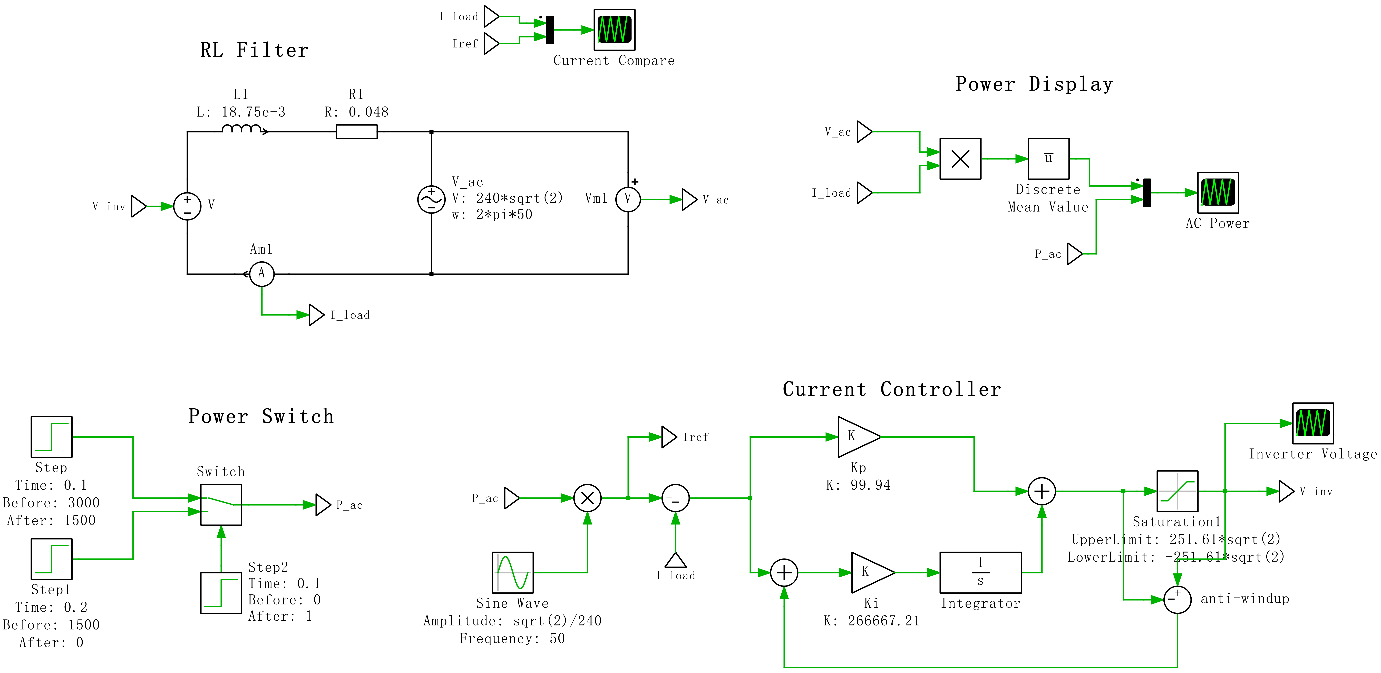 I_load
Iref
Current Compare
RL Filter
L1
L: 18.75e-3
R1
R: 0.048
V_inv
+
−
V
V_ac
V: 240*sqrt(2)
w: 2*pi*50
+
−
Vm1
V
+
V_ac
Am1
A
I_load
Power Display
V_ac
I_load
×
u
Discrete
Mean Value
P_ac
AC Power
Power Switch
Step
Time: 0.1
Before: 3000
After: 1500
Step1
Time: 0.2
Before: 1500
After: 0
Switch
P_ac
Step2
Time: 0.1
Before: 0
After: 1
Current Controller
P_ac
×
Iref
−
I_load
Sine Wave
Amplitude: sqrt(2)/240
Frequency: 50
K
Kp
K: 99.94
+
K
Ki
K: 266667.21
1
s
Integrator
+
Saturation1
UpperLimit: 251.61*sqrt(2)
LowerLimit: -251.61*sqrt(2)
Inverter Voltage
V_inv
+
−
anti-windup